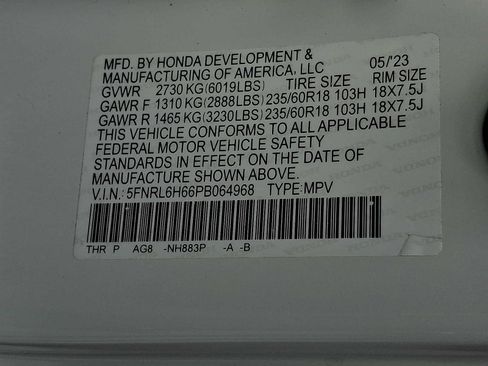 MFD. BY HONDA DEVELOPMENT &
MANUFACTURING OF AMERICA, LLC 05/'23
GVWR 2730 KG(6019LBS) TIRE SIZE RIM SIZE
GAWR F 1310 KG(2888LBS) 235/60R18 103H 18X7.5J
GAWR R 1465 KG(3230LBS) 235/60R18 103H 18X7.5J
THIS VEHICLE CONFORMS TO ALL APPLICABLE
FEDERAL MOTOR VEHICLE SAFETY
STANDARDS IN EFFECT ON THE DATE OF
MANUFACTURE SHOWN ABOVE.
V.I.N.: 5FNRL6H66PB064968 TYPE:MPV
THR P AG8 -NH883P -A -B